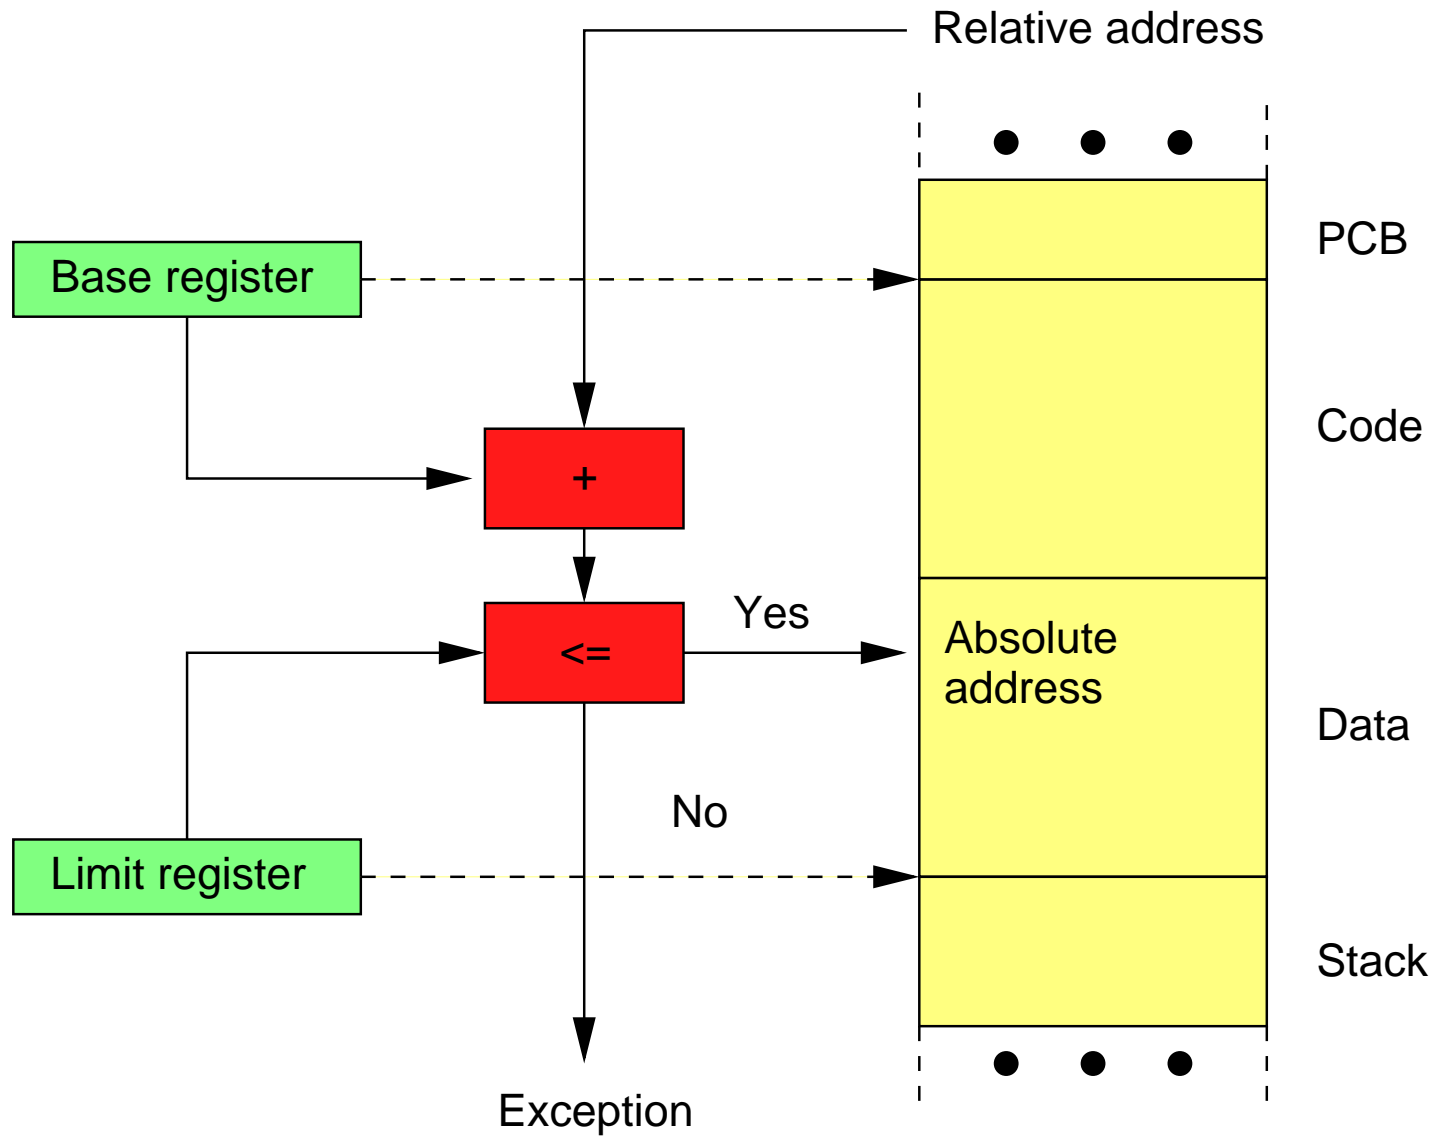 Relative address
PCB
Base register
Code
+
Yes
<=
Absolute
address
Data
No
Limit register
Stack
Exception